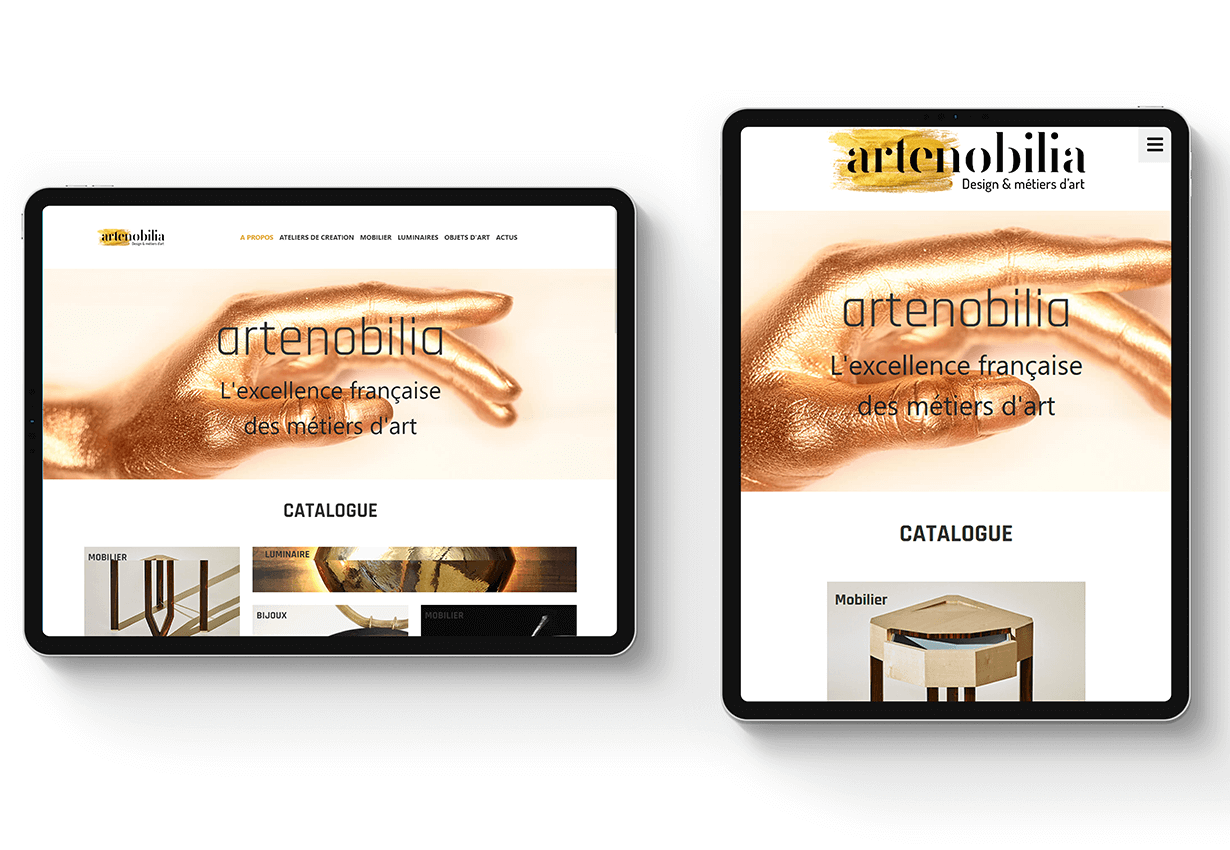 artenobilia
Design & métiers d'art
A PROPOS ATELIERS DE CREATION MOBILIER LUMINAIRES OBJETS D'ART ACTUS
artenobilia
L'excellence française
des métiers d'art
CATALOGUE
MOBILIER
LUMINAIRE
BIJOUX
MOBILIER
artenobilia
Design & métiers d'art
artenobilia
L'excellence française
des métiers d'art
CATALOGUE
Mobilier